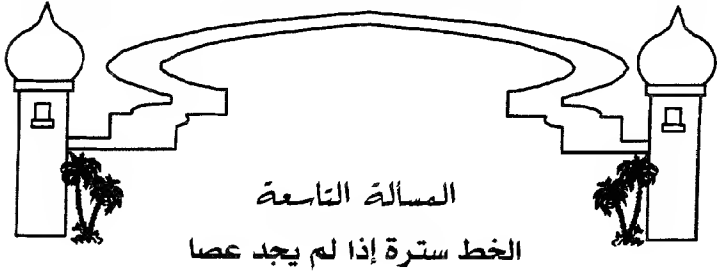 المسألة التاسعة
الخط سترة إذا لم يجد عصا